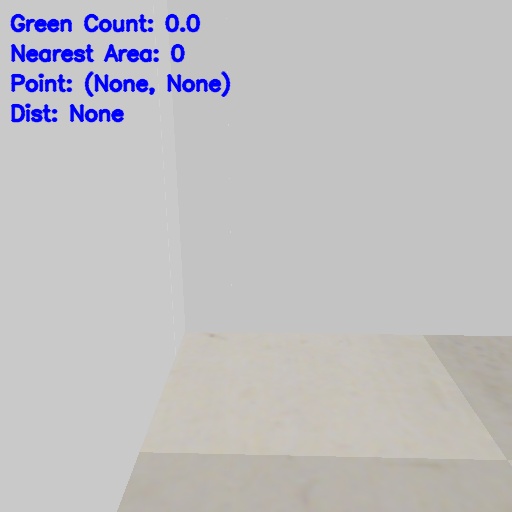 Green Count: 0.0
Nearest Area: 0
Point: (None, None)
Dist: None